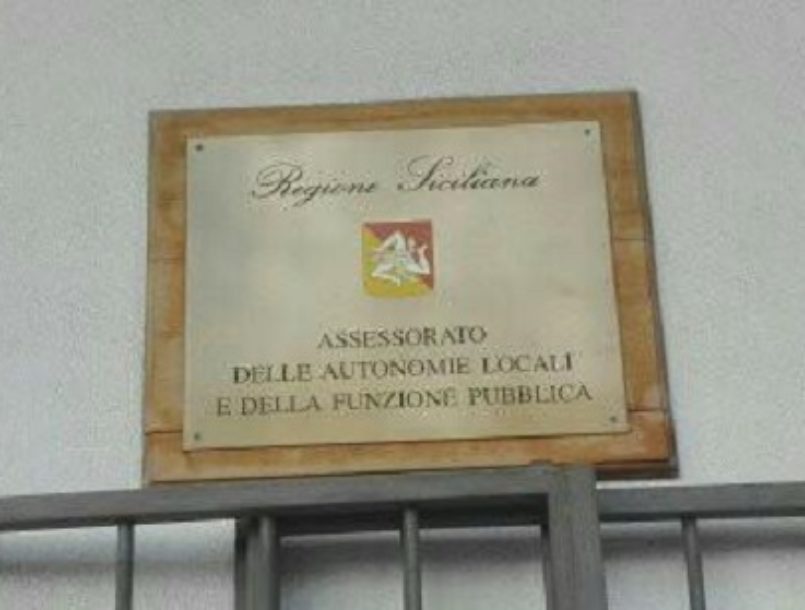 Regione Siciliana
ASSESSORATO
DELLE AUTONOMIE LOCALI
E DELLA FUNZIONE PUBBLICA